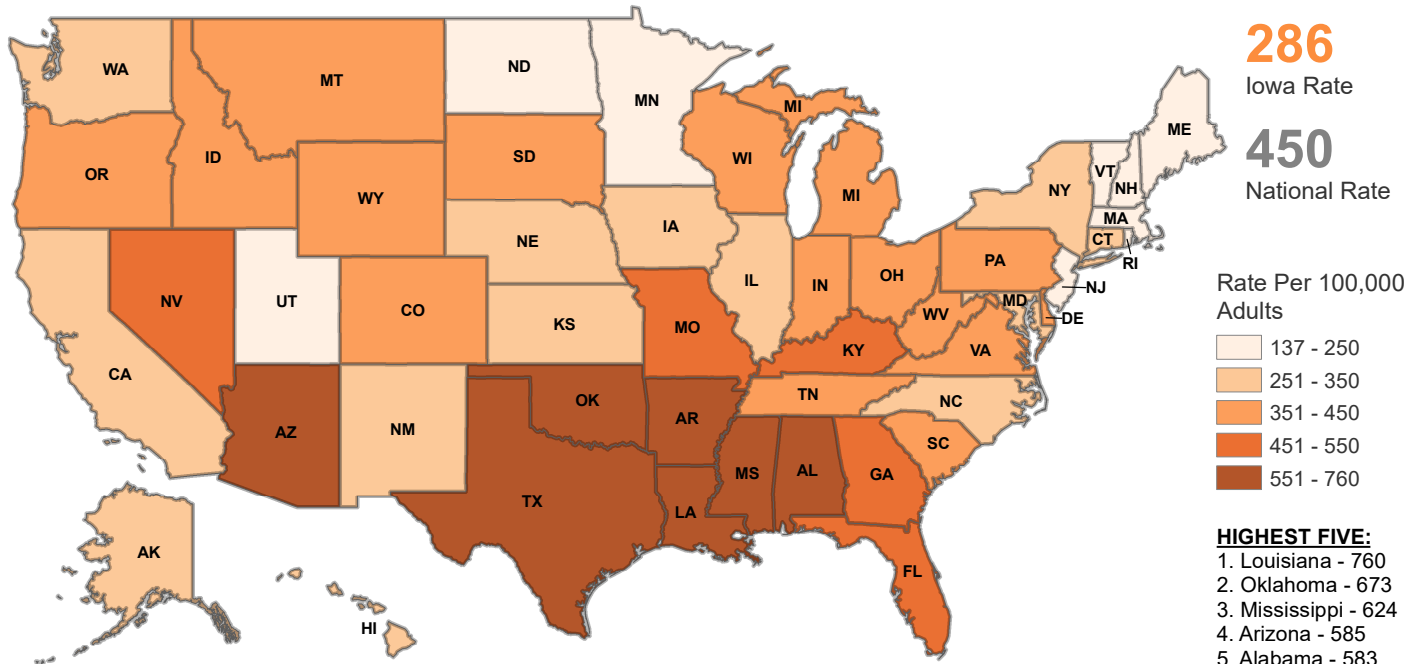 286
Iowa Rate
450
National Rate
WA
MT
ND
MN
MI
ME
OR
ID
SD
WI
MI
VT
NH
NY
MA
WY
IA
CT
RI
NE
PA
NV
UT
CO
IL
IN
OH
NJ
MD
DE
KS
MO
WV
VA
KY
CA
TN
NC
OK
AZ
NM
AR
SC
MS
AL
GA
TX
LA
AK
FL
HI
Rate Per 100,000
Adults
137 - 250
251 - 350
351 - 450
451 - 550
551 - 760
HIGHEST FIVE:
1. Louisiana - 760
2. Oklahoma - 673
3. Mississippi - 624
4. Arizona - 585
5. Alabama - 583